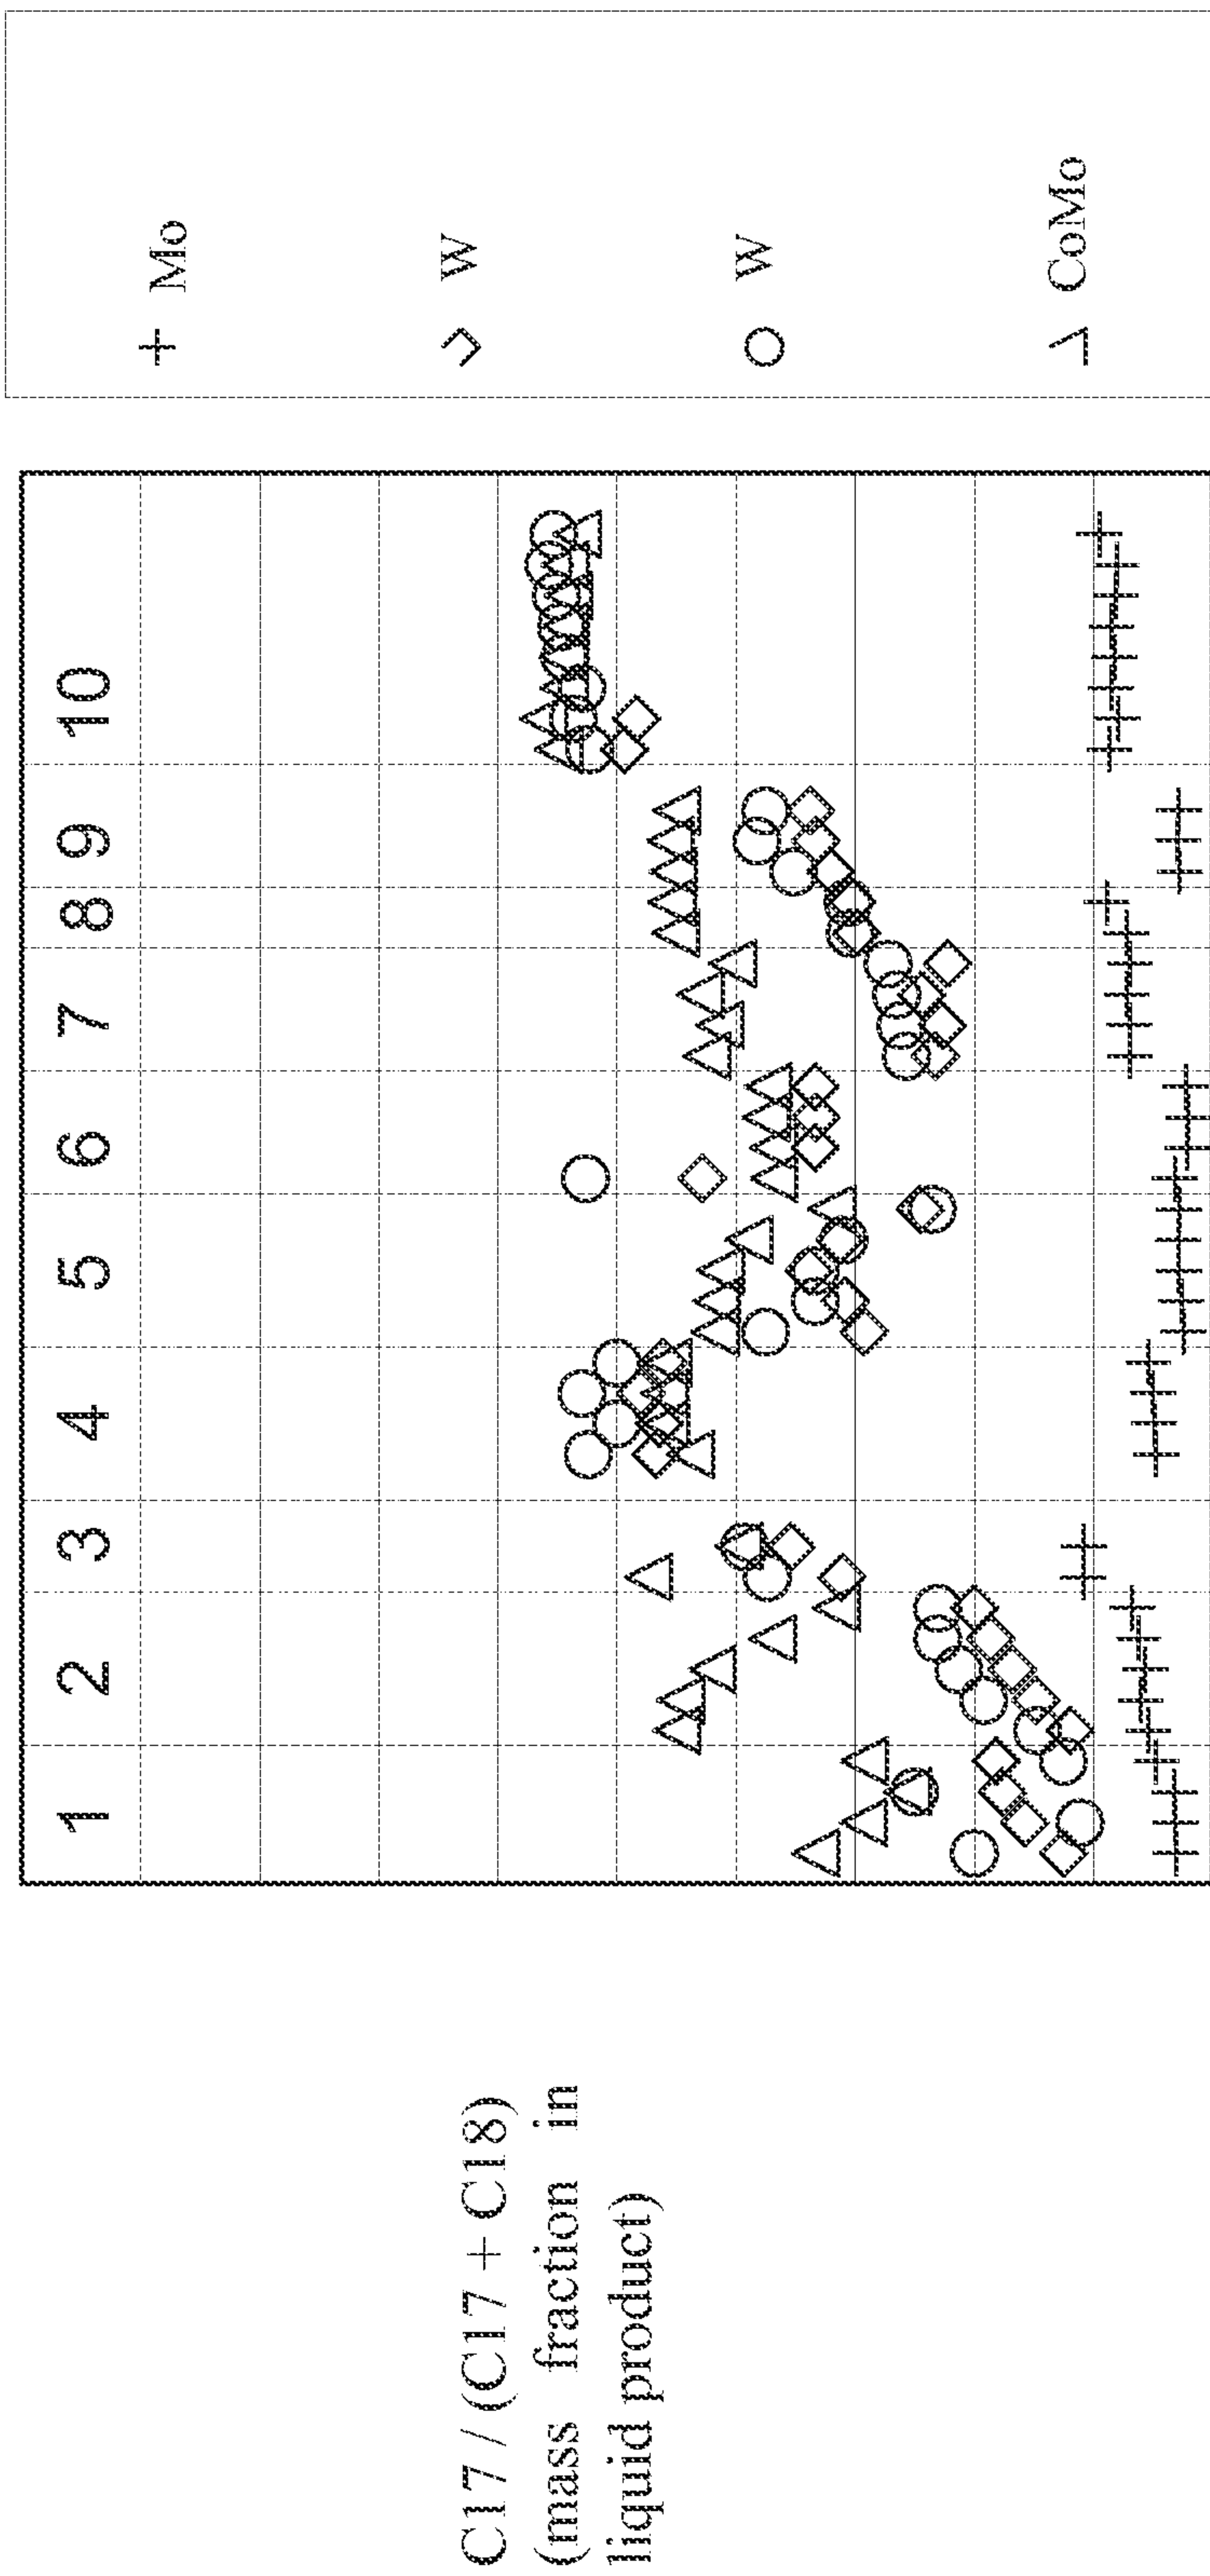 C17 / (C17 + C18)
(mass fraction in
liquid product)
1 2 3 4 5 6 7 8 9 10
Mo
W
W
CoMo